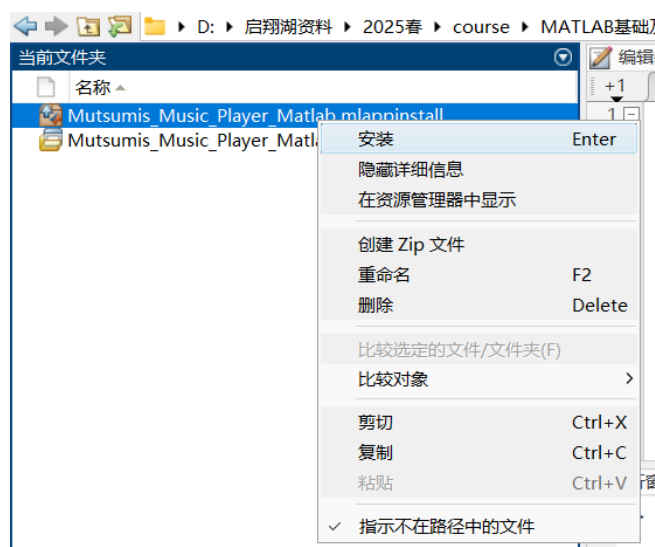 D: 启翔湖资料 2025春 course MATLAB基础及
当前文件夹
编辑
名称
+1
Mutsumis_Music_Player_Matlab.mlappinstall
1
Mutsumis_Music_Player_Matl
安装 Enter
隐藏详细信息
在资源管理器中显示
创建 Zip 文件
重命名 F2
删除 Delete
比较选定的文件/文件夹(F)
比较对象
剪切 Ctrl+X
复制 Ctrl+C
粘贴 Ctrl+V
指示不在路径中的文件